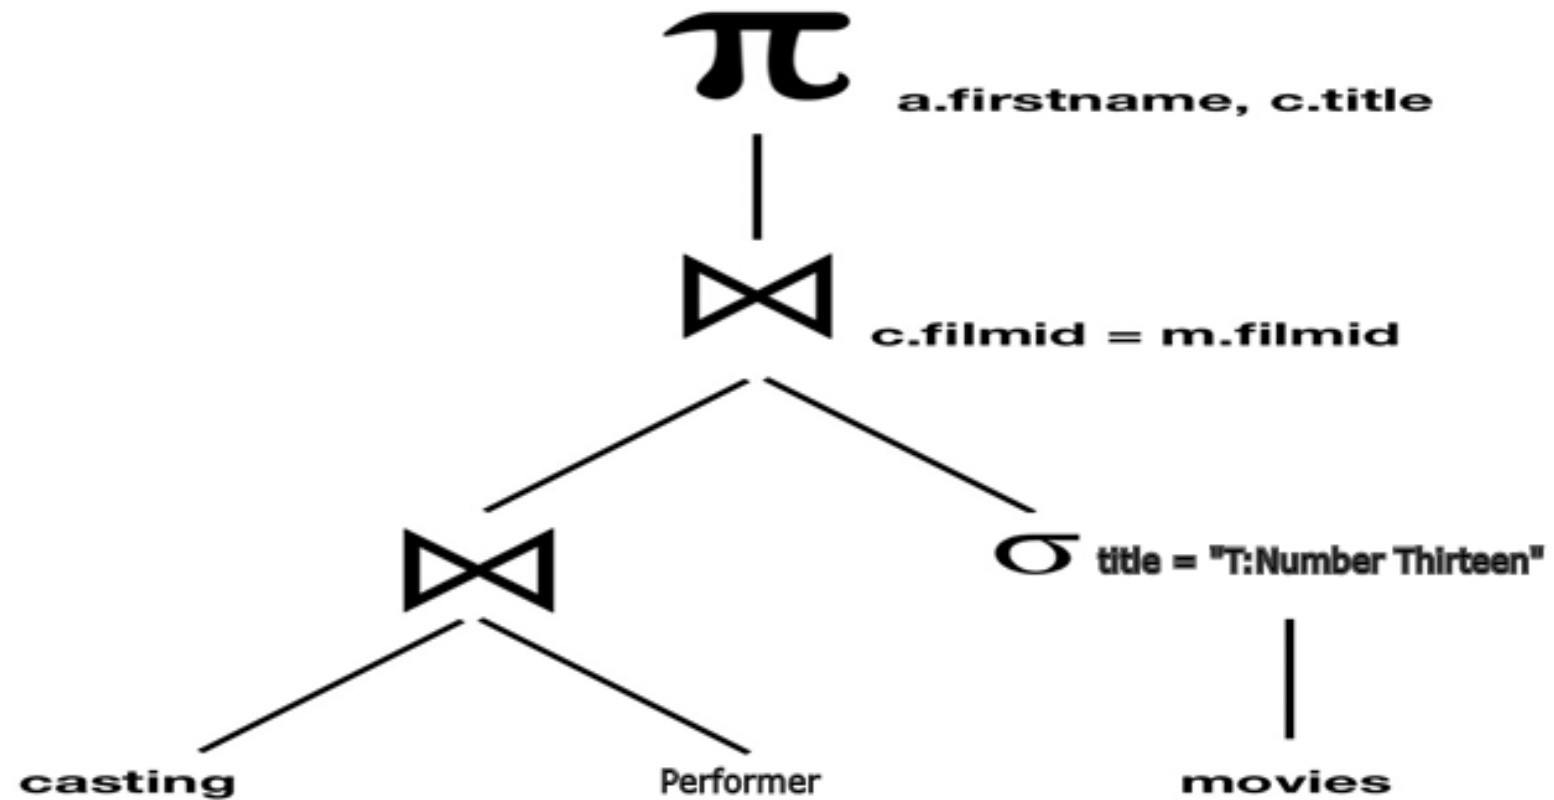 π a.firstname, c.title
⋈ c.filmid = m.filmid
⋈
σ title = "T:Number Thirteen"
casting Performer movies